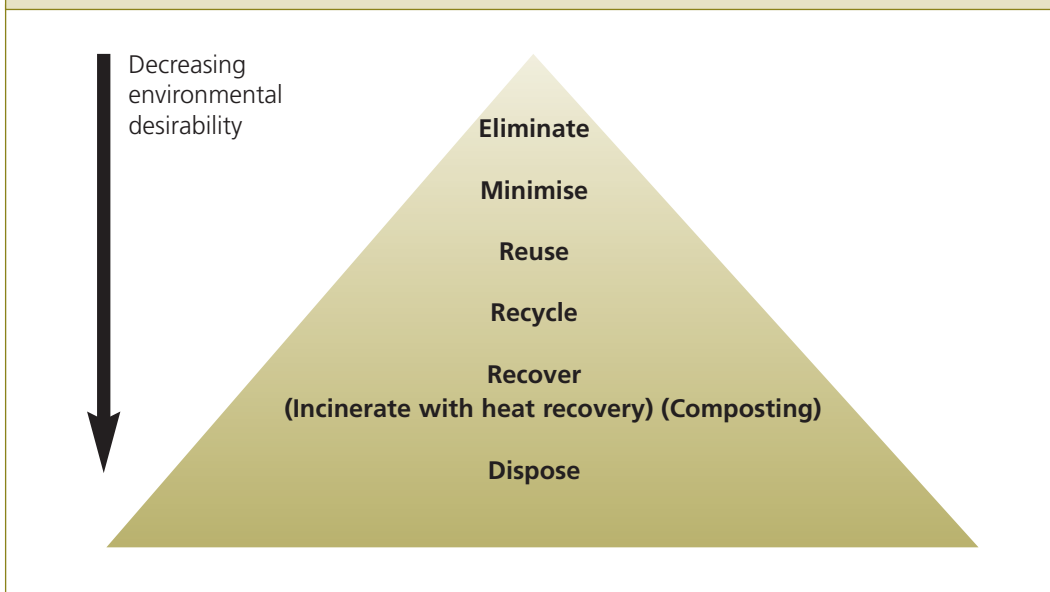 Decreasing
environmental
desirability
Eliminate
Minimise
Reuse
Recycle
Recover
(Incinerate with heat recovery) (Composting)
Dispose